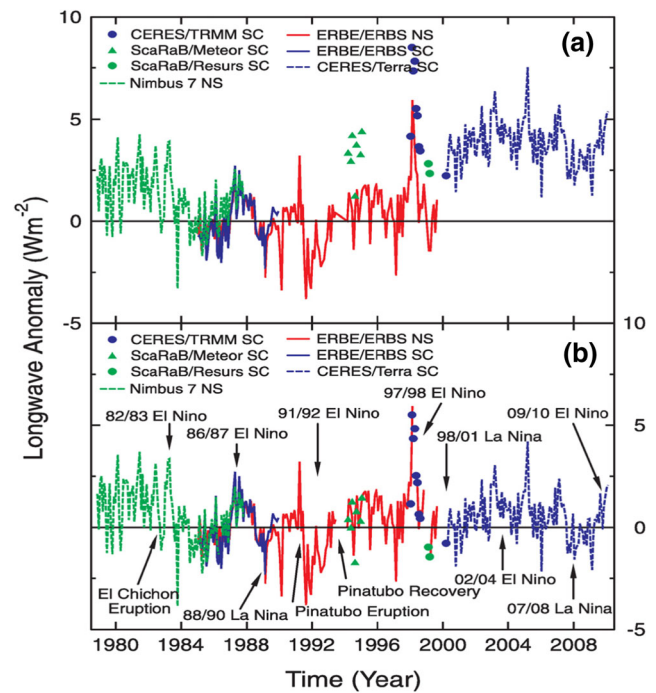 10
CERES/TRMM SC
ERBE/ERBS NS
(a)
ScaRaB/Meteor SC
ERBE/ERBS SC
ScaRaB/Resurs SC
CERES/Terra SC
Nimbus 7 NS
5
0
-5
10
Longwave Anomaly (Wm-2)
CERES/TRMM SC
ERBE/ERBS NS
(b)
ScaRaB/Meteor SC
ERBE/ERBS SC
ScaRaB/Resurs SC
CERES/Terra SC
Nimbus 7 NS
97/98 El Nino
82/83 El Nino
91/92 El Nino
09/10 El Nino
86/87 El Nino
98/01 La Nina
5
0
El Chichon
Eruption
88/90 La Nina
Pinatubo Eruption
Pinatubo Recovery
02/04 El Nino
07/08 La Nina
-5
1980 1984 1988 1992 1996 2000 2004 2008
Time (Year)